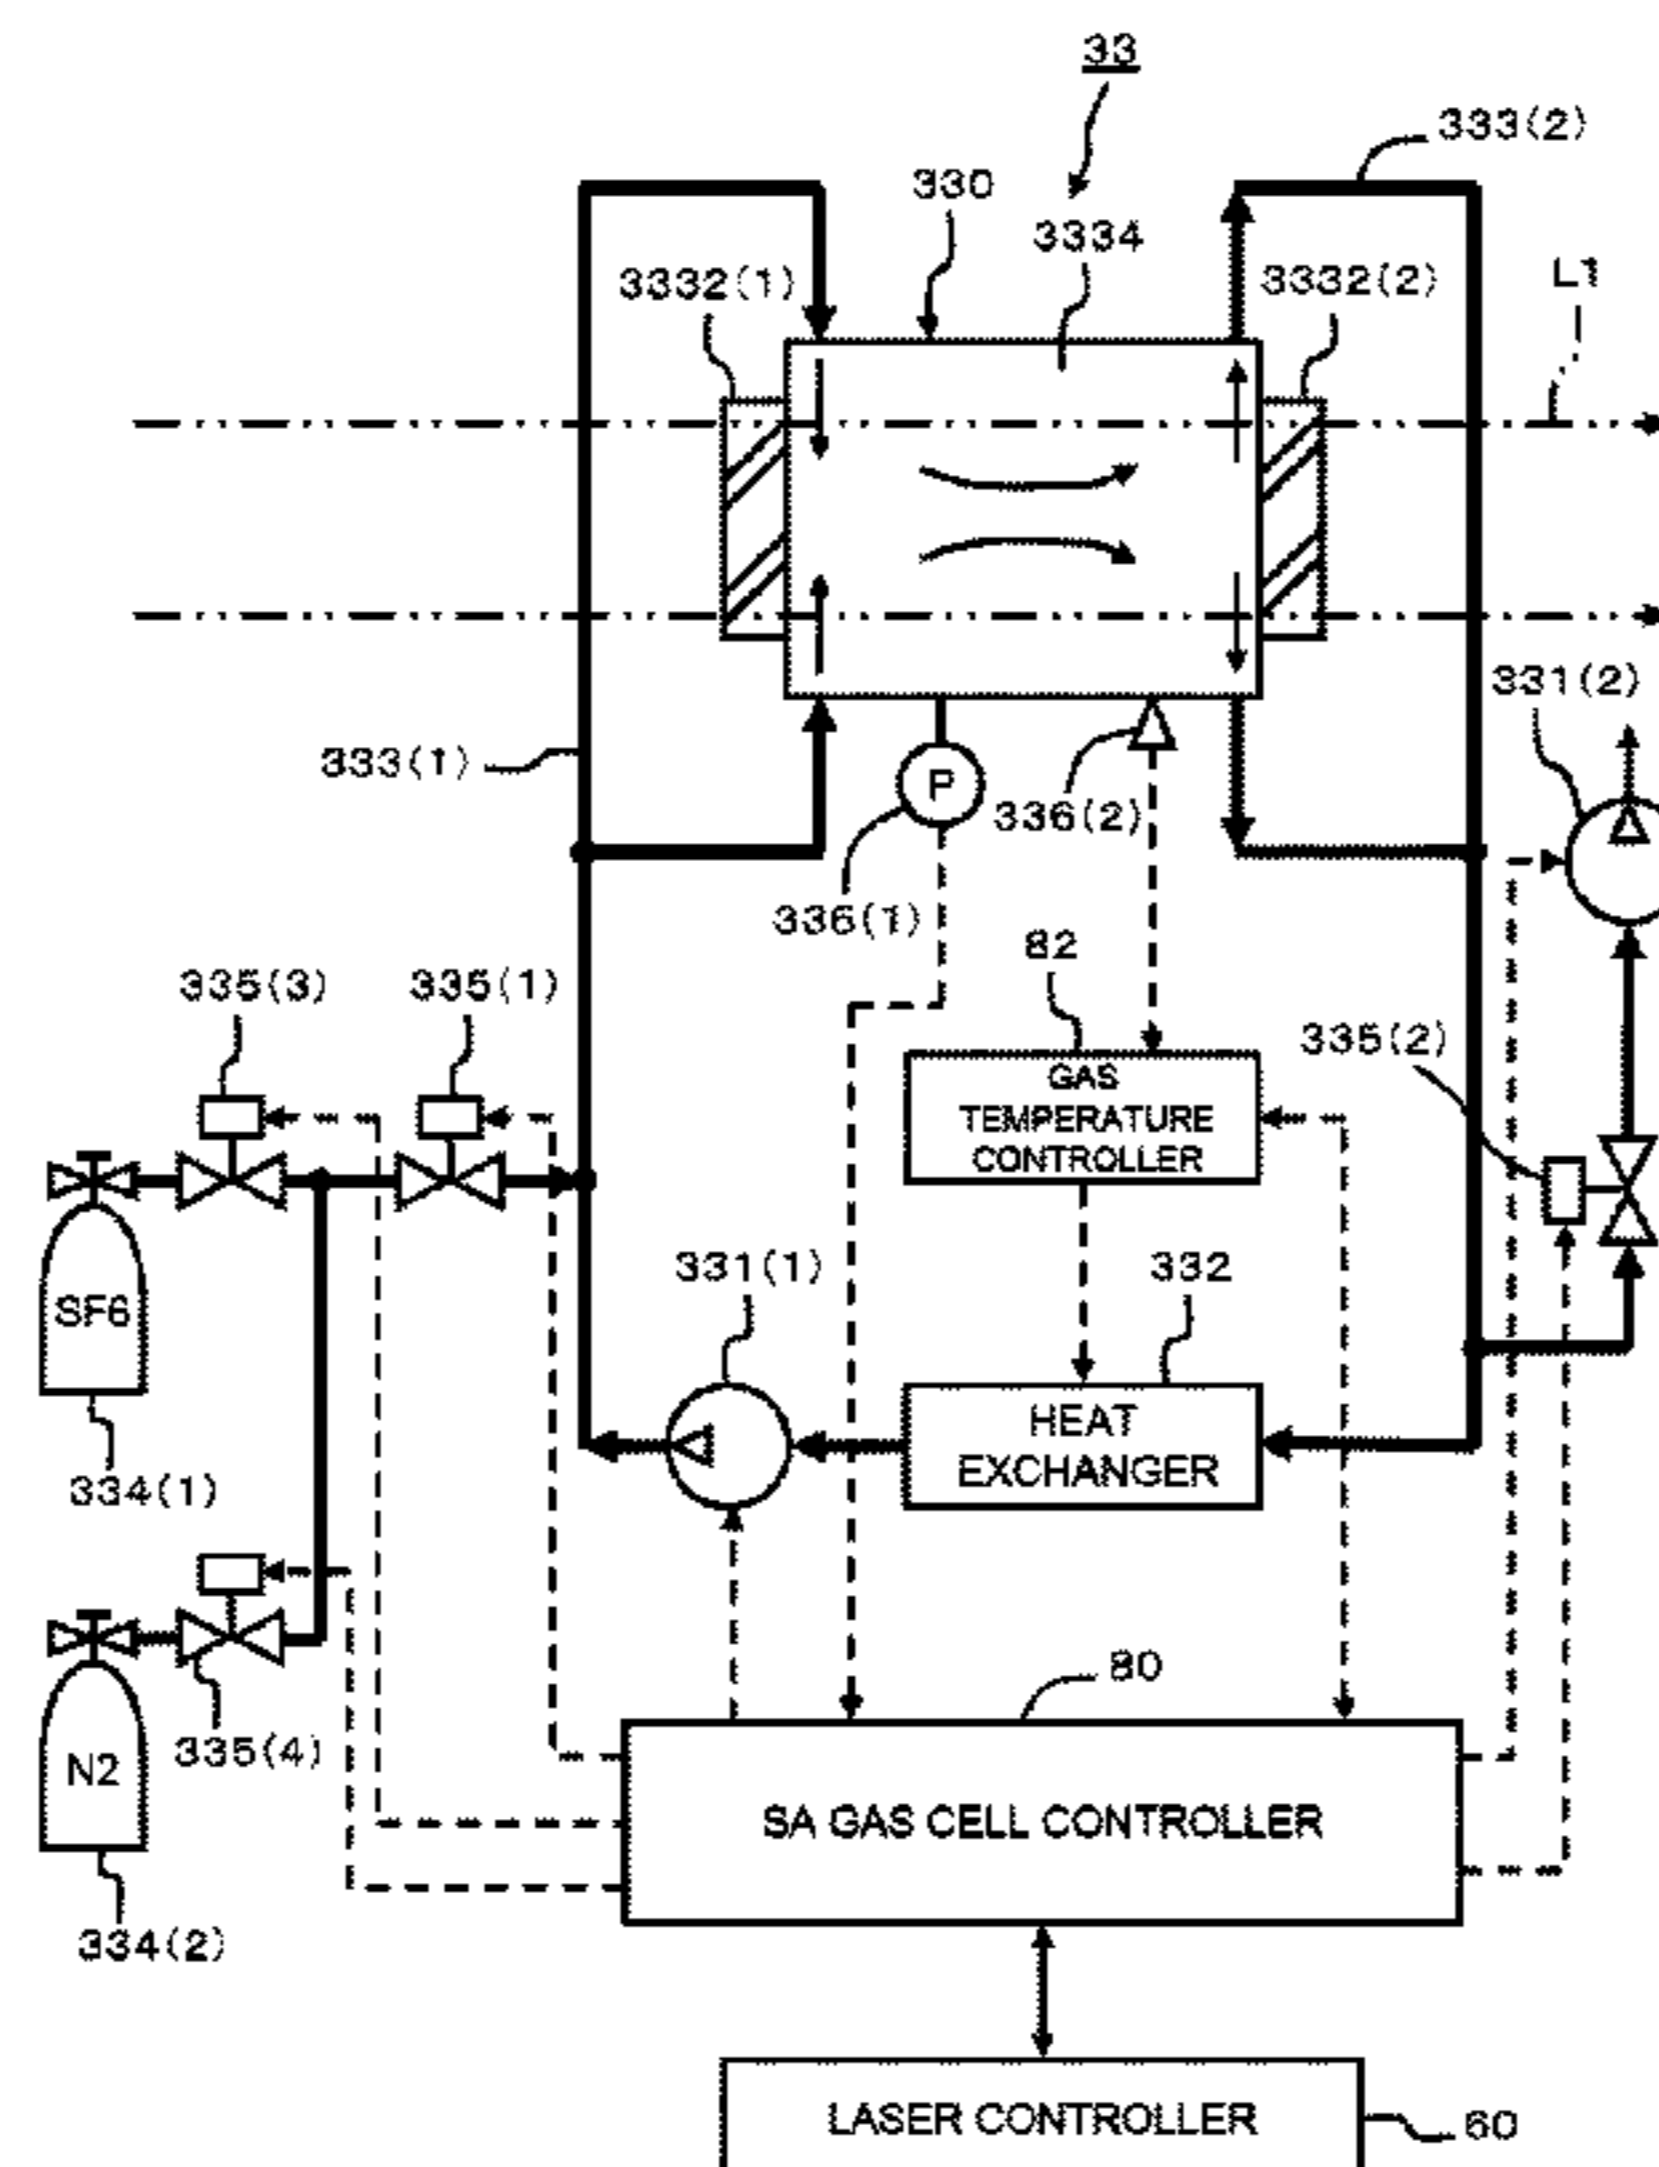 33
333(2)
330
3334
3332(1)
3332(2)
L1
331(2)
333(1)
P
336(2)
336(1)
82
335(3)
335(1)
335(2)
GAS
TEMPERATURE
CONTROLLER
331(1)
332
SF6
HEAT
EXCHANGER
334(1)
80
335(4)
N2
SA GAS CELL CONTROLLER
334(2)
LASER CONTROLLER
60